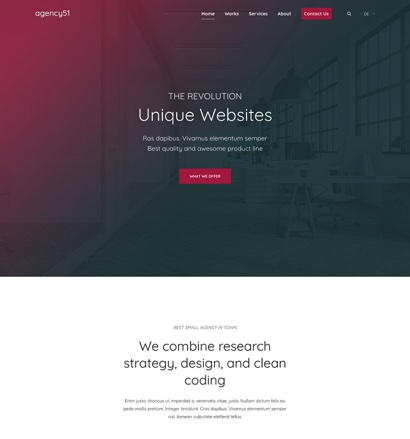 agency51
Home Works Services About Contact Us DE
THE REVOLUTION
Unique Websites
Ras dapibus. Vivamus elementum semper
Best quality and awesome product line
WHAT WE OFFER
BEST SMALL AGENCY IN TOWN
We combine research
strategy, design, and clean
coding
Enim justo, rhoncus ut, imperdiet a, venenatis vitae, justo. Nullam dictum felis eu
pede mollis pretium. Integer tincidunt. Cras dapibus. Vivamus elementum semper
nisi. Aenean vulputate eleifend tellus.